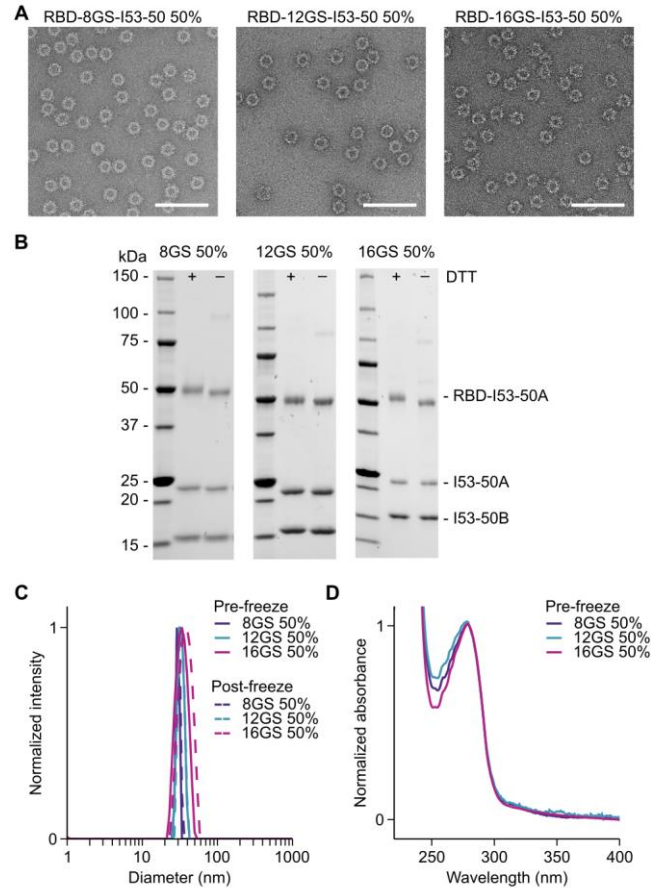 A
RBD-8GS-I53-50 50% RBD-12GS-I53-50 50% RBD-16GS-I53-50 50%
B
kDa 8GS 50% 12GS 50% 16GS 50%
150 - + – + – + – DTT
100 -
75 -
50 - - RBD-I53-50A
37 -
25 - - I53-50A
20 - - I53-50B
15 -
C
Normalized intensity
1
0
1 10 100 1000
Diameter (nm)
Pre-freeze
8GS 50%
12GS 50%
16GS 50%
Post-freeze
8GS 50%
12GS 50%
16GS 50%
D
Normalized absorbance
1
0
250 300 350 400
Wavelength (nm)
Pre-freeze
8GS 50%
12GS 50%
16GS 50%